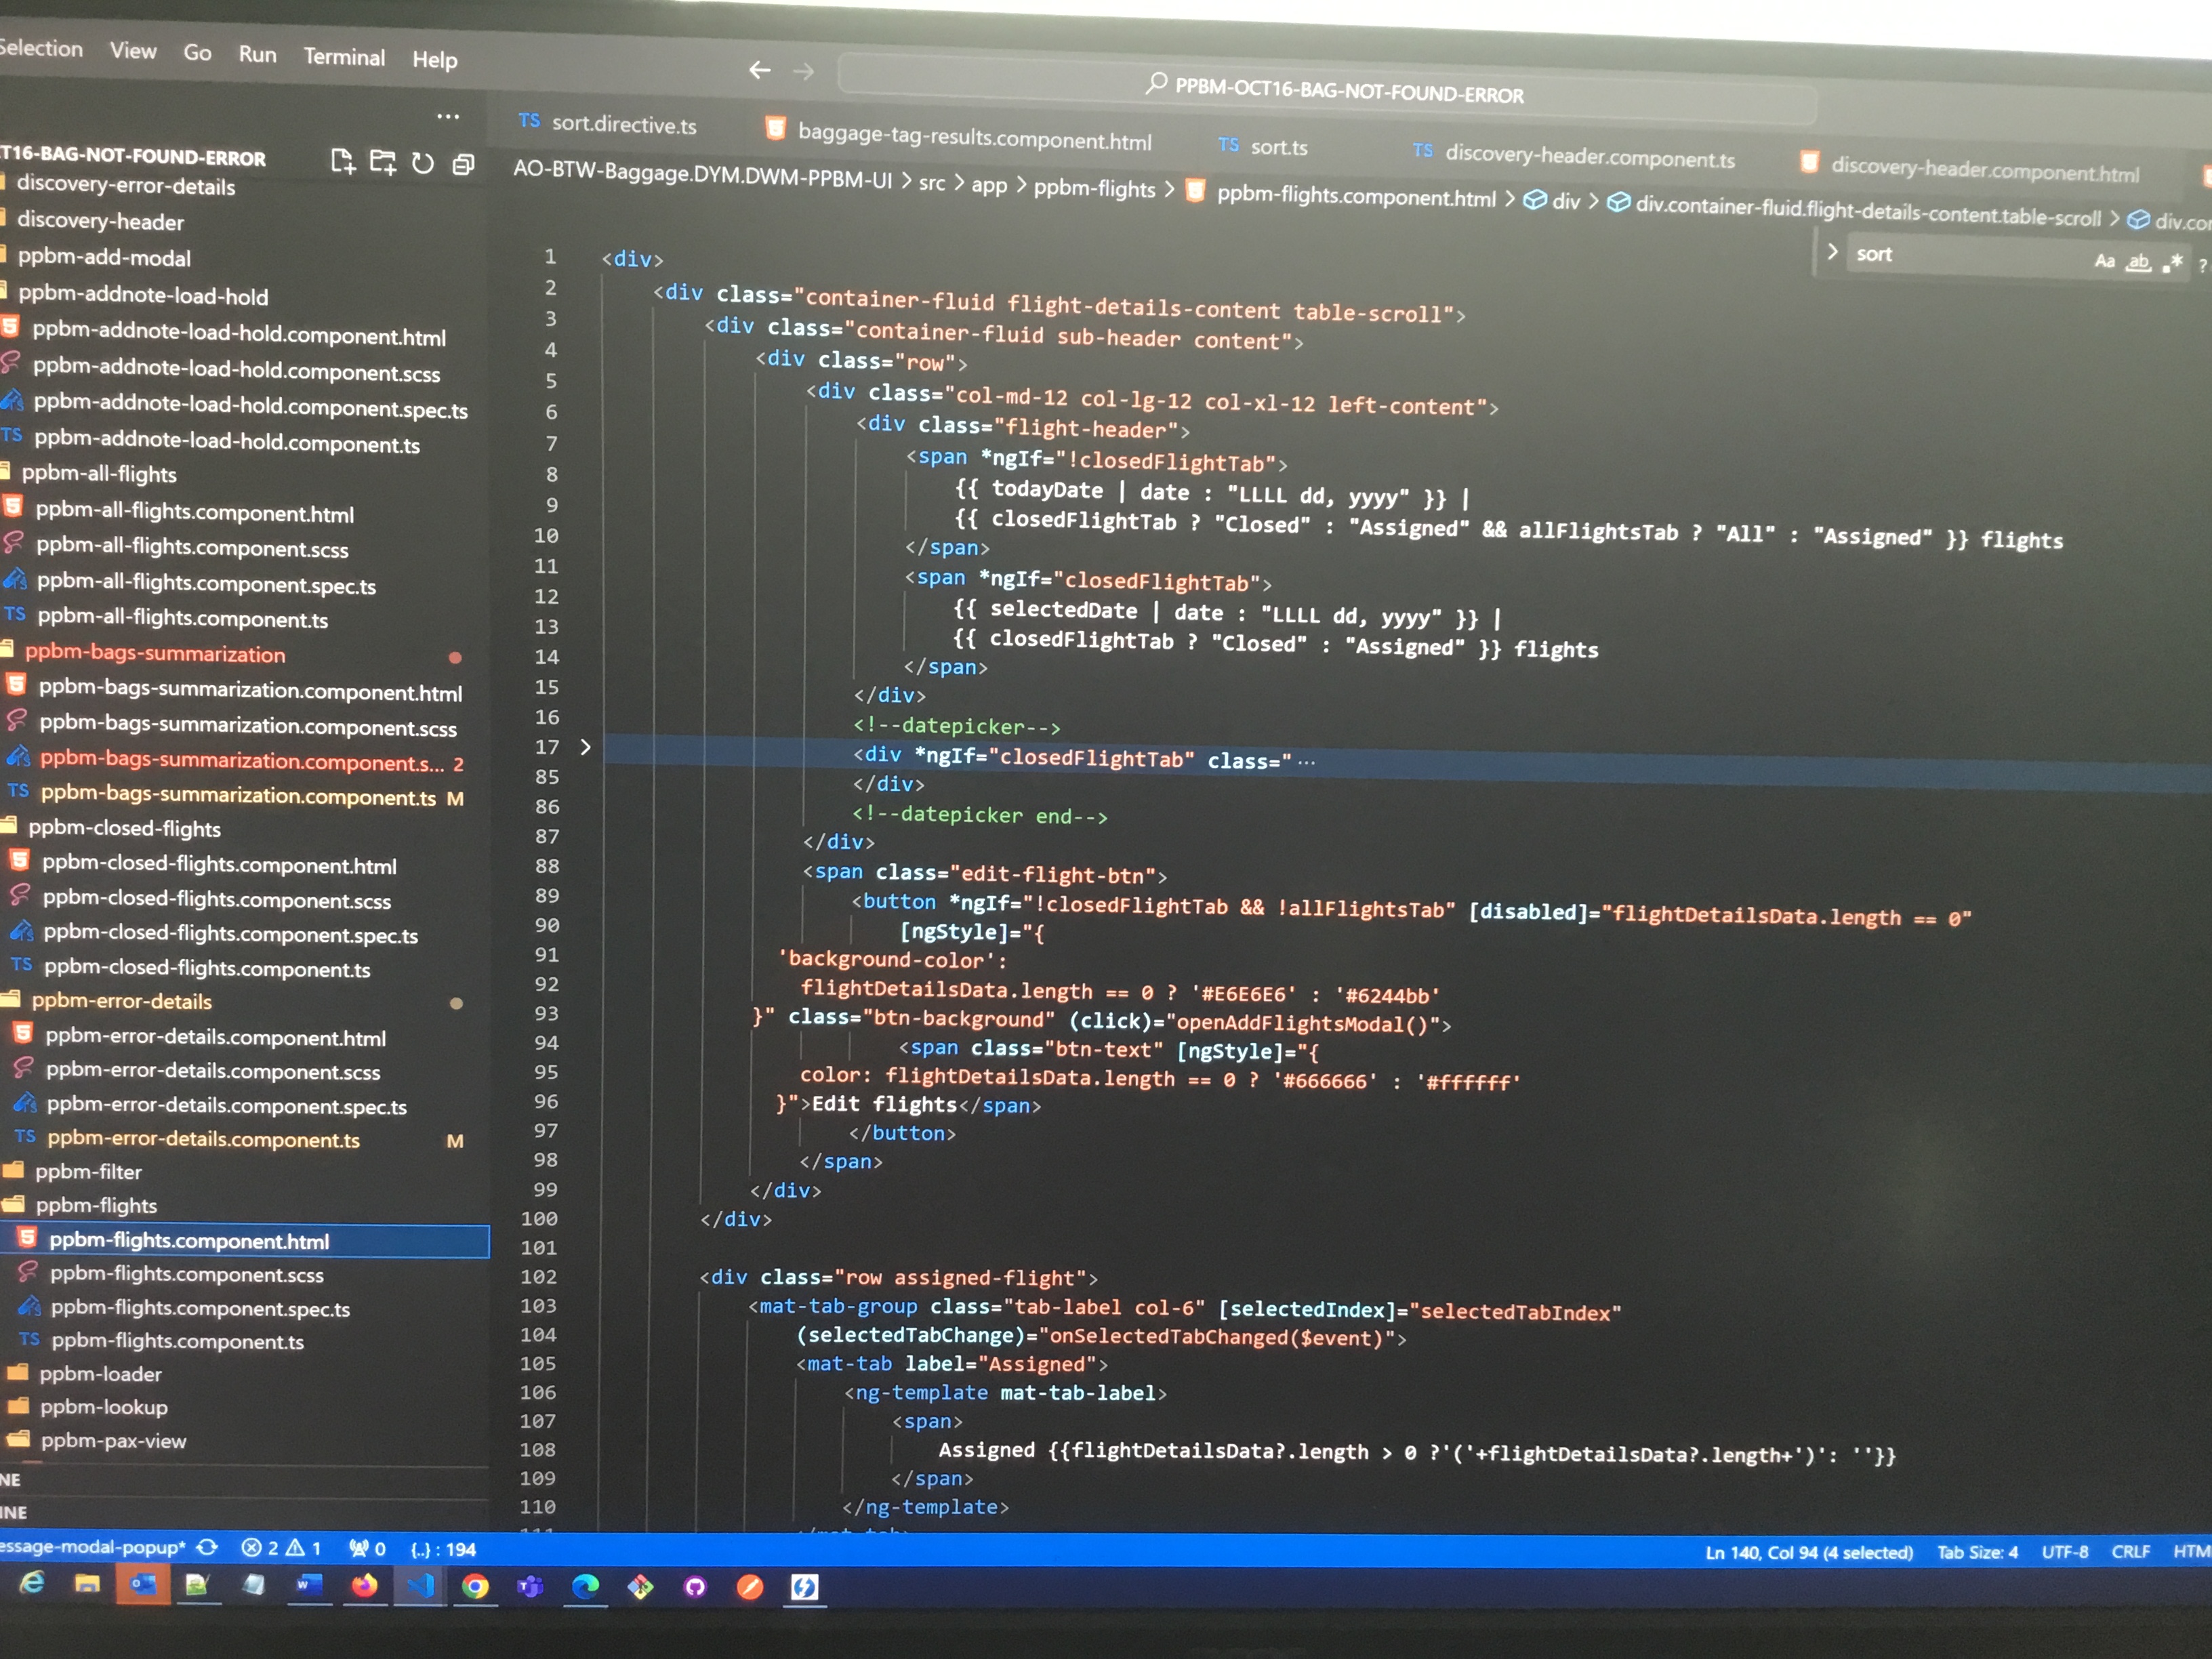 Selection View Go Run Terminal Help
PPBM-OCT16-BAG-NOT-FOUND-ERROR
sort.directive.ts
baggage-tag-results.component.html
sort.ts
discovery-header.component.ts
discovery-header.component.html
AO-BTW-Baggage.DYM.DWM-PPBM-UI > src > app > ppbm-flights > ppbm-flights.component.html > div > div.container-fluid.flight-details-content.table-scroll > div.cor
sort
Aa ab .* ?
T16-BAG-NOT-FOUND-ERROR
discovery-error-details
discovery-header
ppbm-add-modal
ppbm-addnote-load-hold
ppbm-addnote-load-hold.component.html
ppbm-addnote-load-hold.component.scss
ppbm-addnote-load-hold.component.spec.ts
TS ppbm-addnote-load-hold.component.ts
ppbm-all-flights
ppbm-all-flights.component.html
ppbm-all-flights.component.scss
ppbm-all-flights.component.spec.ts
TS ppbm-all-flights.component.ts
ppbm-bags-summarization
ppbm-bags-summarization.component.html
ppbm-bags-summarization.component.scss
ppbm-bags-summarization.component.s... 2
TS ppbm-bags-summarization.component.ts M
ppbm-closed-flights
ppbm-closed-flights.component.html
ppbm-closed-flights.component.scss
ppbm-closed-flights.component.spec.ts
TS ppbm-closed-flights.component.ts
ppbm-error-details
ppbm-error-details.component.html
ppbm-error-details.component.scss
ppbm-error-details.component.spec.ts
TS ppbm-error-details.component.ts M
ppbm-filter
ppbm-flights
ppbm-flights.component.html
ppbm-flights.component.scss
ppbm-flights.component.spec.ts
TS ppbm-flights.component.ts
ppbm-loader
ppbm-lookup
ppbm-pax-view
NE
INE
1 <div>
2 <div class="container-fluid flight-details-content table-scroll">
3 <div class="container-fluid sub-header content">
4 <div class="row">
5 <div class="col-md-12 col-lg-12 col-xl-12 left-content">
6 <div class="flight-header">
7 <span *ngIf="!closedFlightTab">
8 {{ todayDate | date : "LLLL dd, yyyy" }} |
9 {{ closedFlightTab ? "Closed" : "Assigned" && allFlightsTab ? "All" : "Assigned" }} flights
10 </span>
11 <span *ngIf="closedFlightTab">
12 {{ selectedDate | date : "LLLL dd, yyyy" }} |
13 {{ closedFlightTab ? "Closed" : "Assigned" }} flights
14 </span>
15 </div>
16 <!--datepicker-->
17 <div *ngIf="closedFlightTab" class="···
85 </div>
86 <!--datepicker end-->
87 </div>
88 <span class="edit-flight-btn">
89 <button *ngIf="!closedFlightTab && !allFlightsTab" [disabled]="flightDetailsData.length == 0"
90 [ngStyle]="{
91 'background-color':
92 flightDetailsData.length == 0 ? '#E6E6E6' : '#6244bb'
93 }" class="btn-background" (click)="openAddFlightsModal()">
94 <span class="btn-text" [ngStyle]="{
95 color: flightDetailsData.length == 0 ? '#666666' : '#ffffff'
96 }">Edit flights</span>
97 </button>
98 </span>
99 </div>
100 </div>
101
102 <div class="row assigned-flight">
103 <mat-tab-group class="tab-label col-6" [selectedIndex]="selectedTabIndex"
104 (selectedTabChange)="onSelectedTabChanged($event)">
105 <mat-tab label="Assigned">
106 <ng-template mat-tab-label>
107 <span>
108 Assigned {{flightDetailsData?.length > 0 ?'('+flightDetailsData?.length+')': ''}}
109 </span>
110 </ng-template>
essage-modal-popup* 2 1 0 {..} : 194
Ln 140, Col 94 (4 selected) Tab Size: 4 UTF-8 CRLF HTM